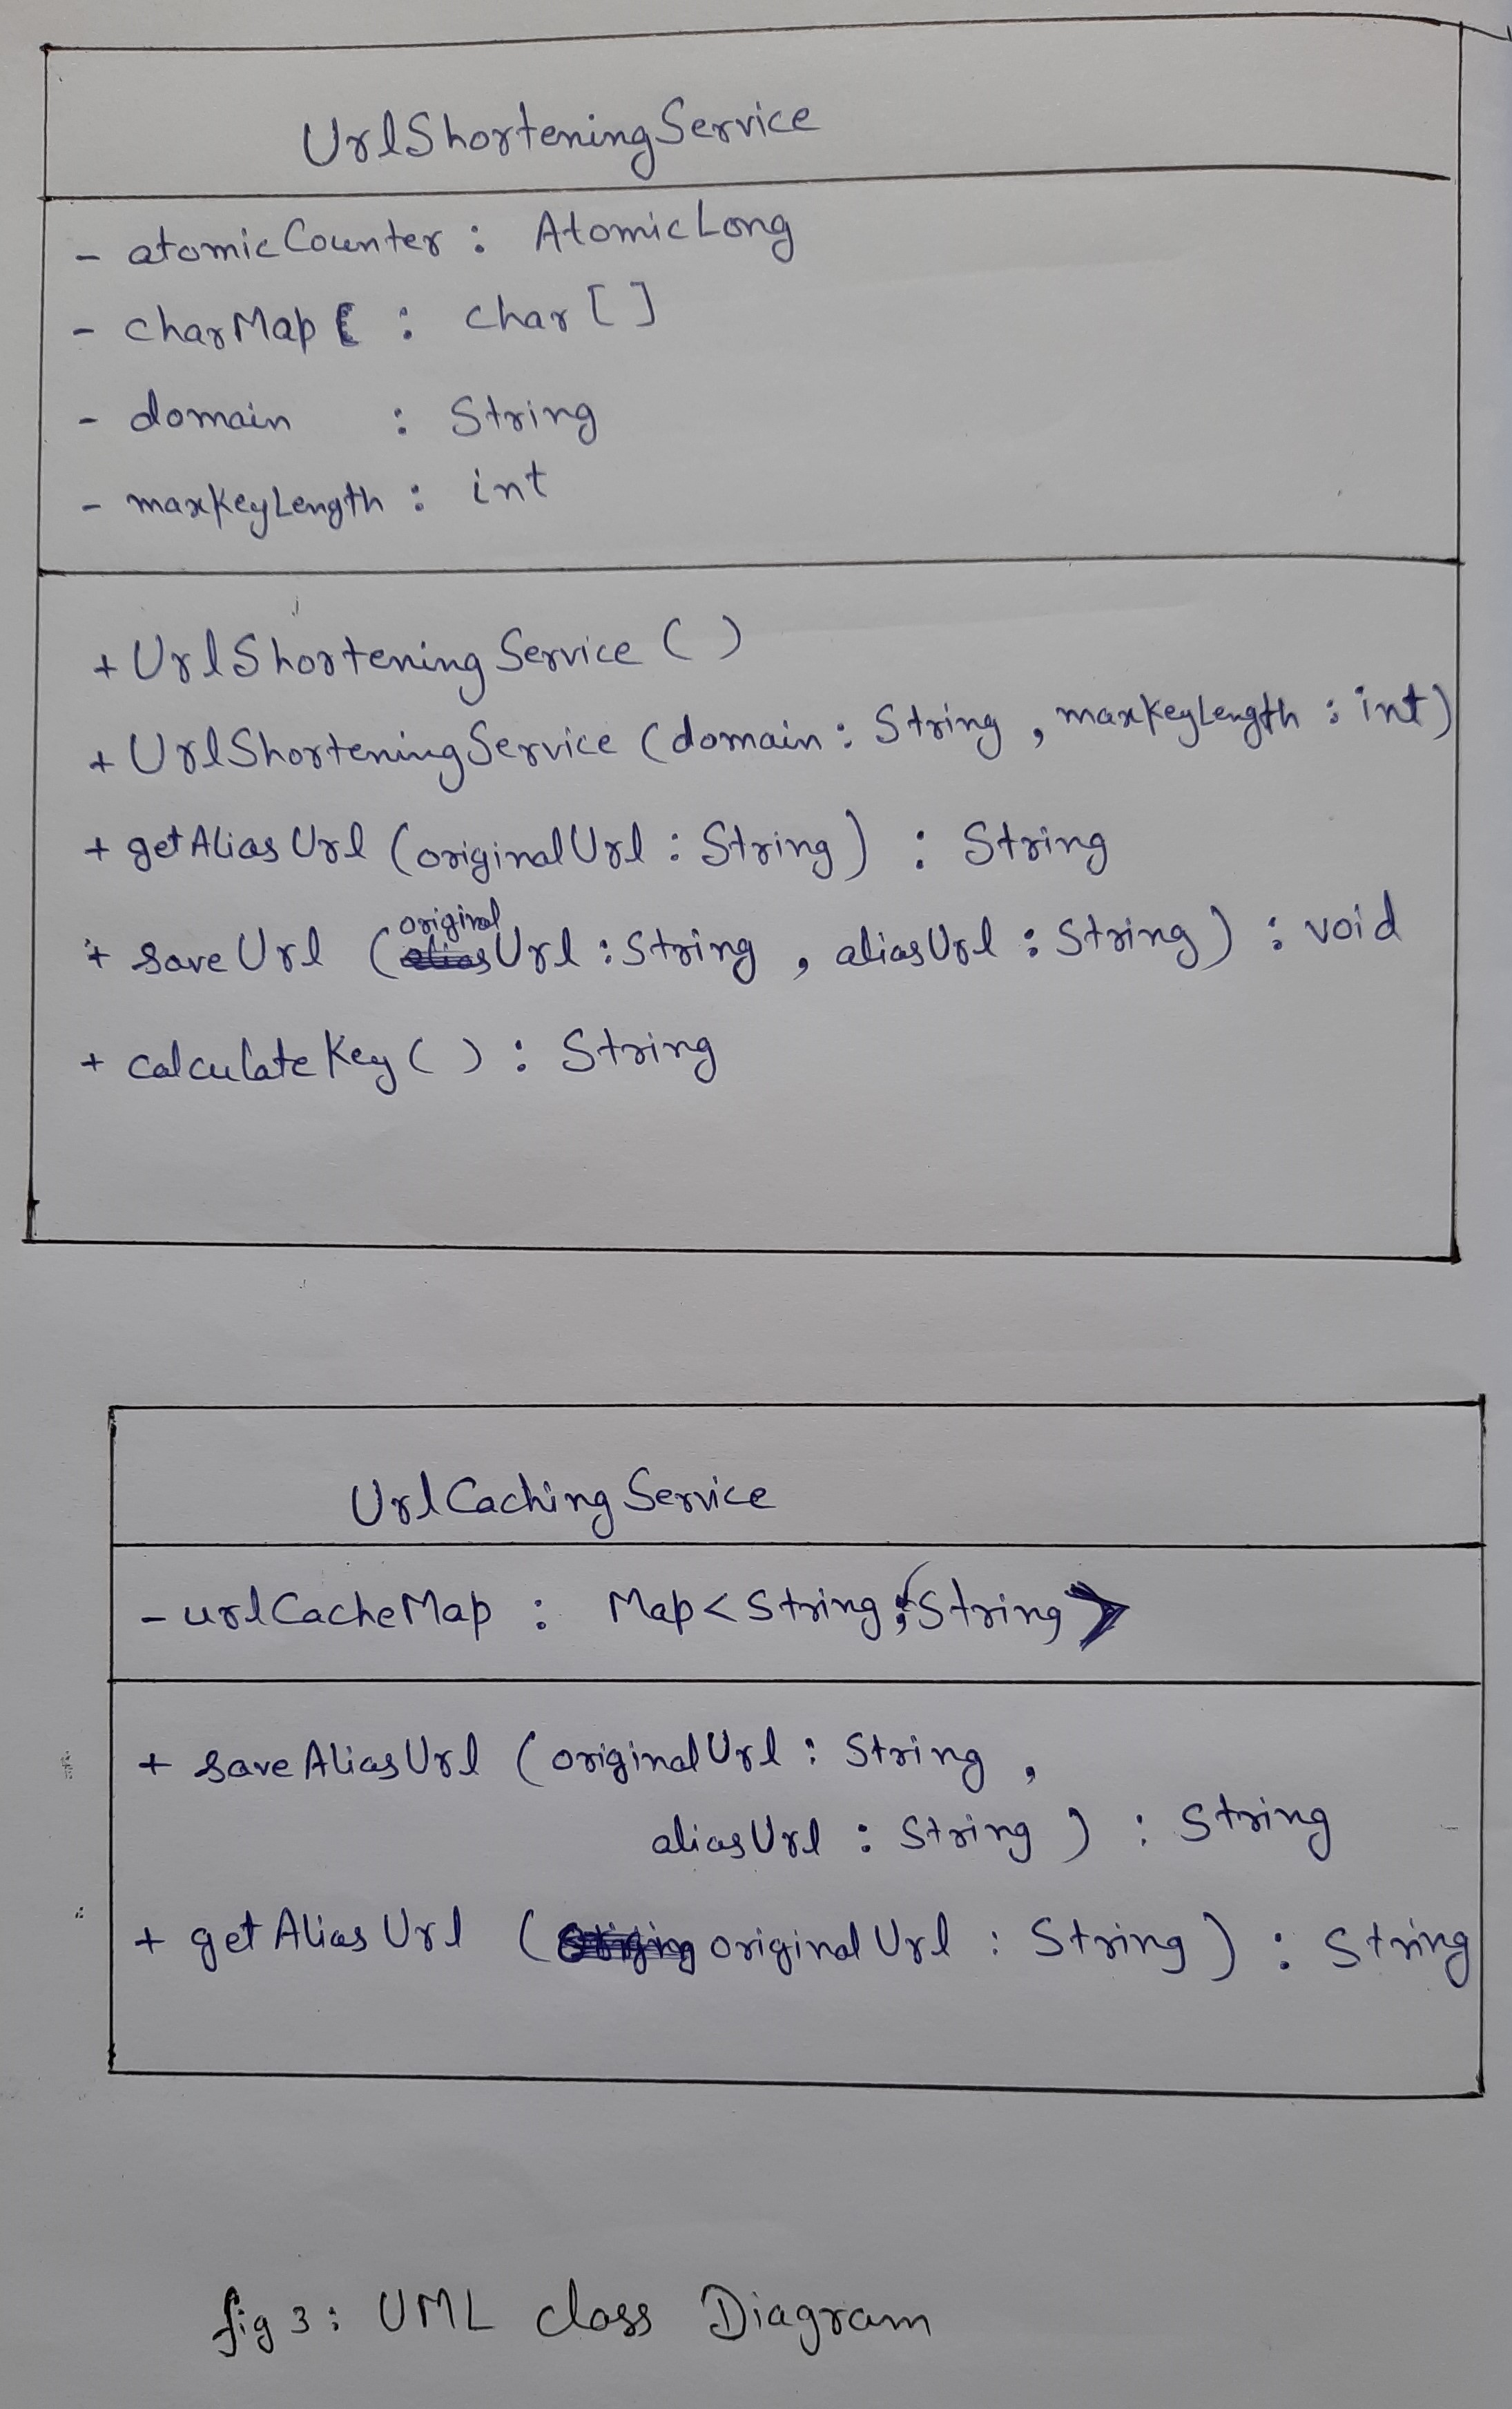 UrlShorteningService
- atomicCounter : AtomicLong
- charMap : char []
- domain : String
- maxKeyLength : int
+ UrlShorteningService ( )
+ UrlShorteningService (domain : String , maxKeyLength : int)
+ getAliasUrl (originalUrl : String) : String
+ saveUrl (originalUrl : String , aliasUrl : String) : void
+ calculateKey ( ) : String
UrlCachingService
- urlCacheMap : Map<String, String>
+ saveAliasUrl (originalUrl : String ,
aliasUrl : String ) : String
+ getAliasUrl (originalUrl : String) : String
fig 3 : UML class Diagram